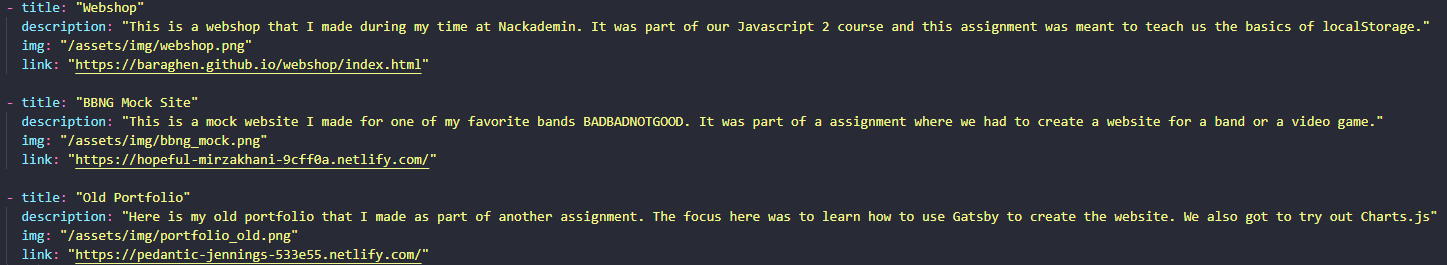 - title: "Webshop"
description: "This is a webshop that I made during my time at Nackademin. It was part of our Javascript 2 course and this assignment was meant to teach us the basics of localStorage."
img: "/assets/img/webshop.png"
link: "https://baraghen.github.io/webshop/index.html"
- title: "BBNG Mock Site"
description: "This is a mock website I made for one of my favorite bands BADBADNOTGOOD. It was part of a assignment where we had to create a website for a band or a video game."
img: "/assets/img/bbng_mock.png"
link: "https://hopeful-mirzakhani-9cff0a.netlify.com/"
- title: "Old Portfolio"
description: "Here is my old portfolio that I made as part of another assignment. The focus here was to learn how to use Gatsby to create the website. We also got to try out Charts.js"
img: "/assets/img/portfolio_old.png"
link: "https://pedantic-jennings-533e55.netlify.com/"